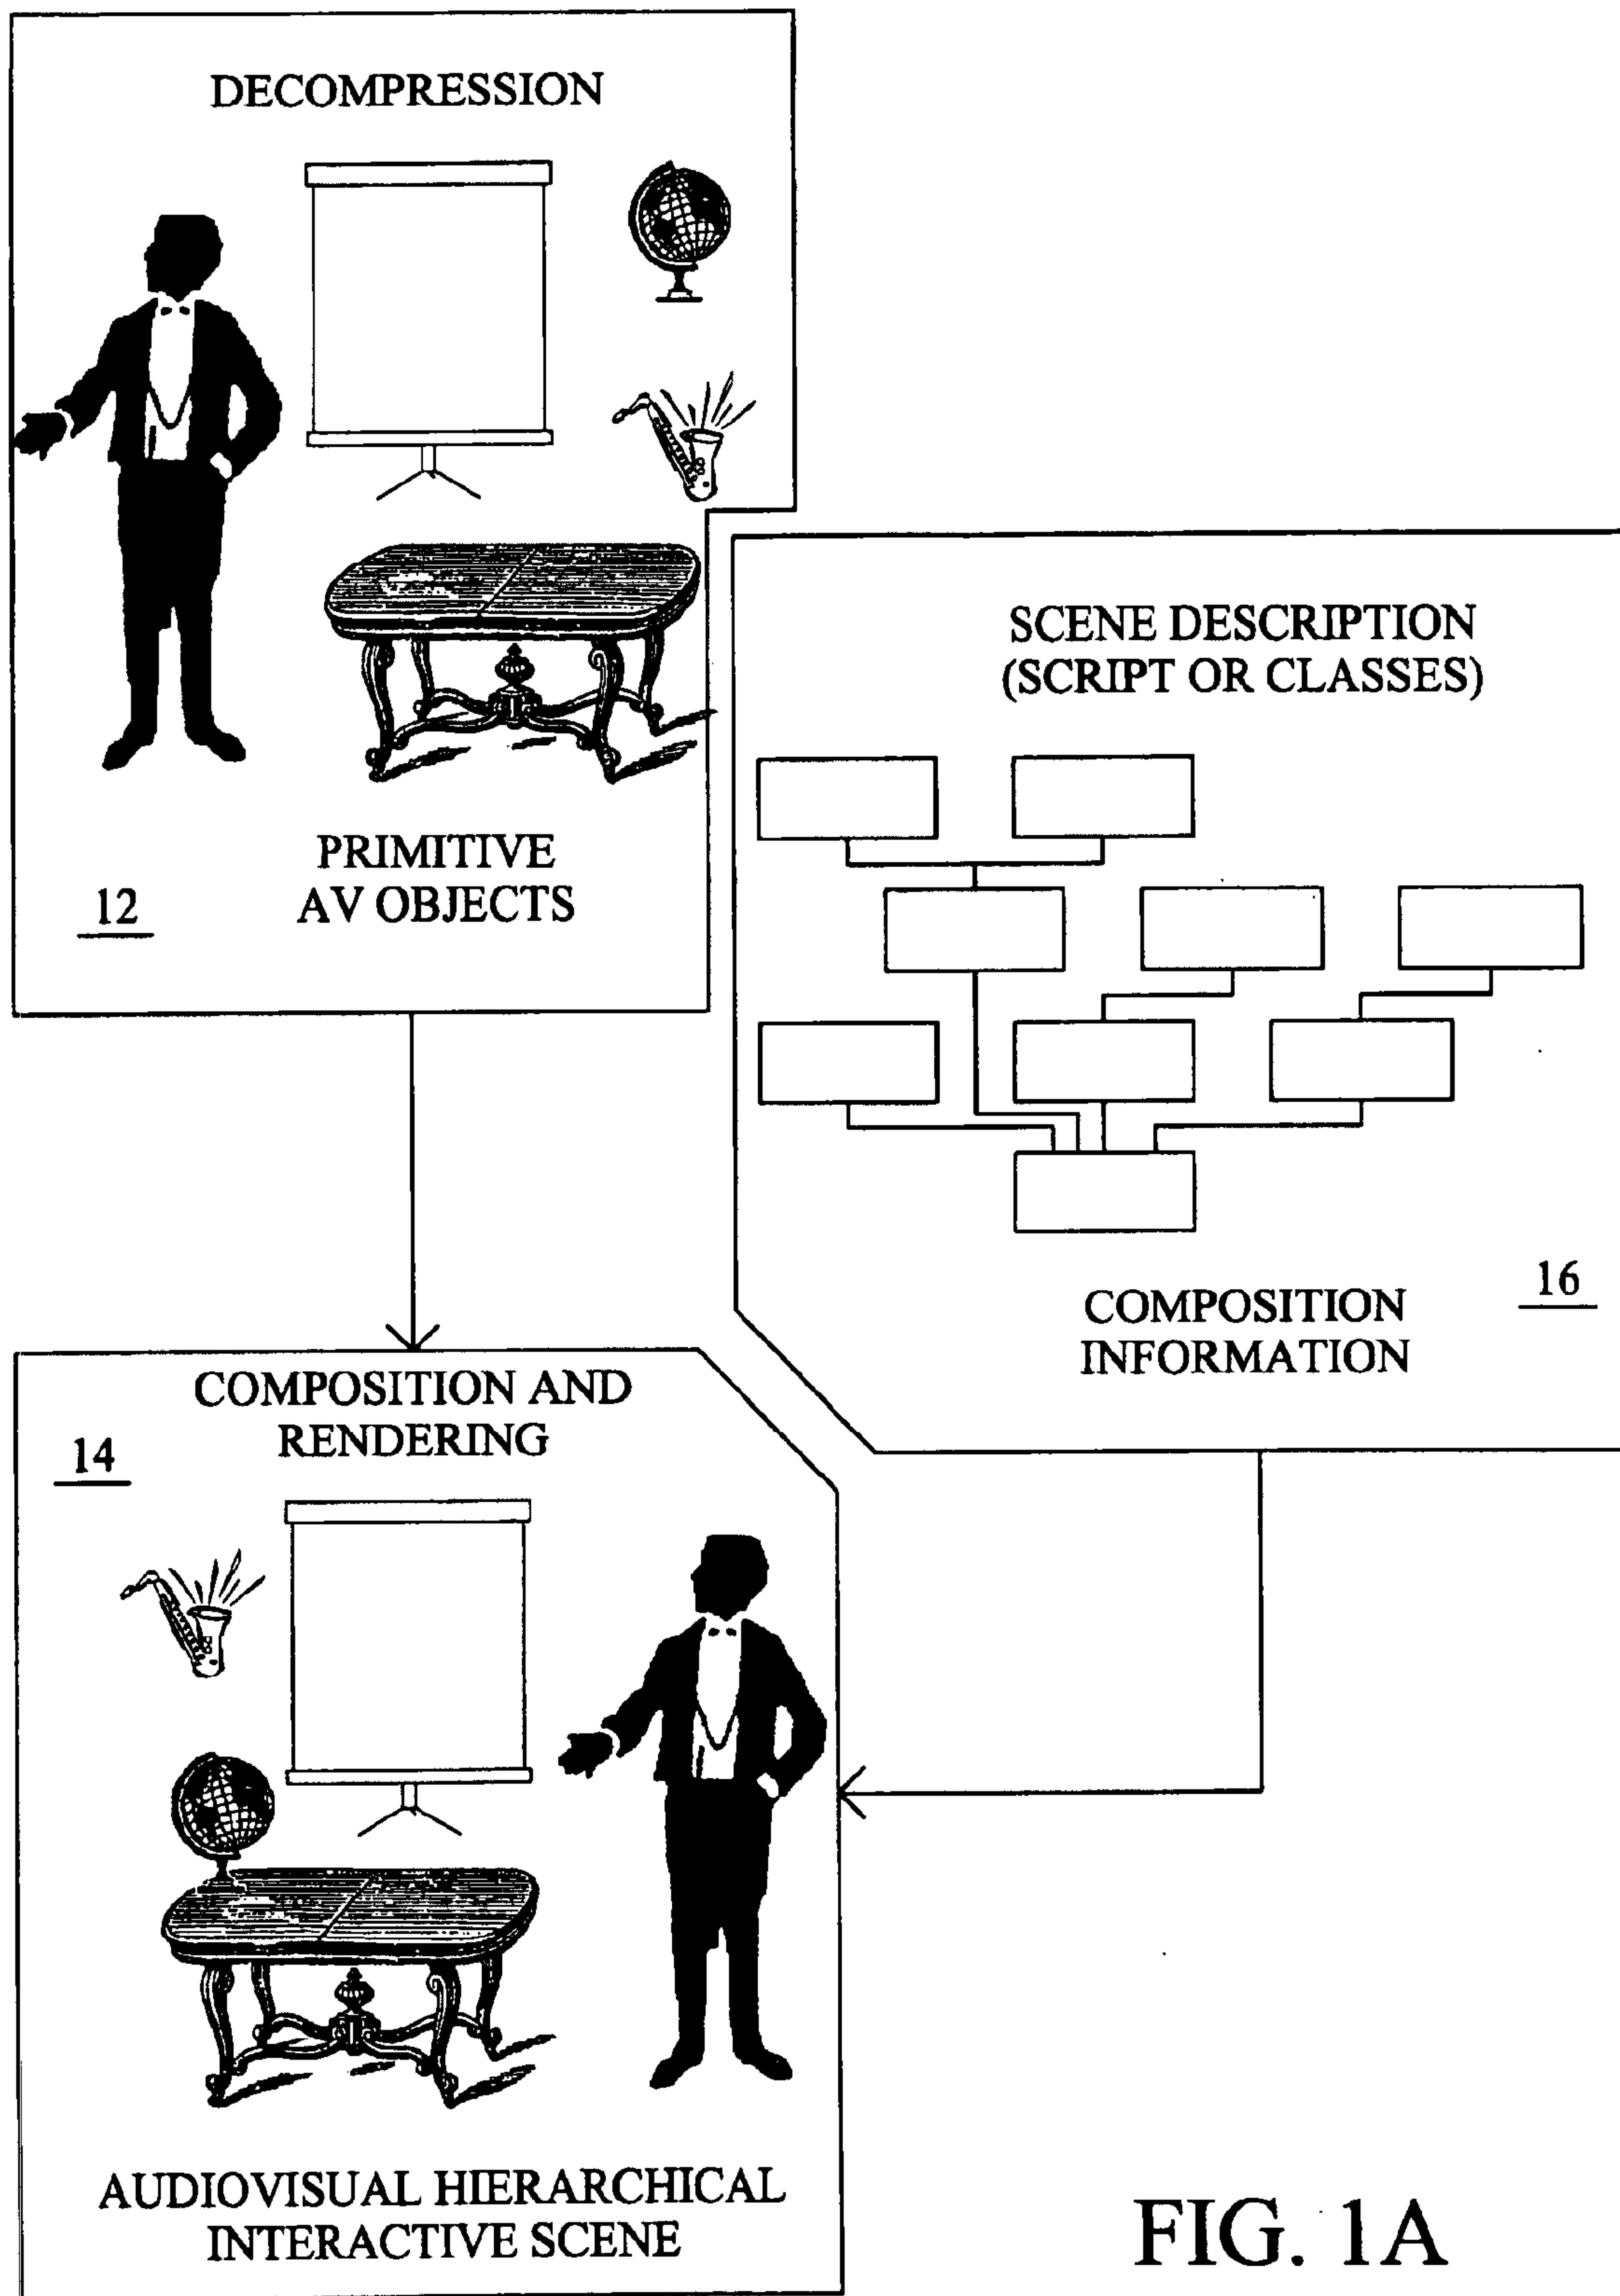 DECOMPRESSION
PRIMITIVE
AV OBJECTS
12
SCENE DESCRIPTION
(SCRIPT OR CLASSES)
COMPOSITION
INFORMATION
16
COMPOSITION AND
RENDERING
14
AUDIOVISUAL HIERARCHICAL
INTERACTIVE SCENE
FIG. 1A